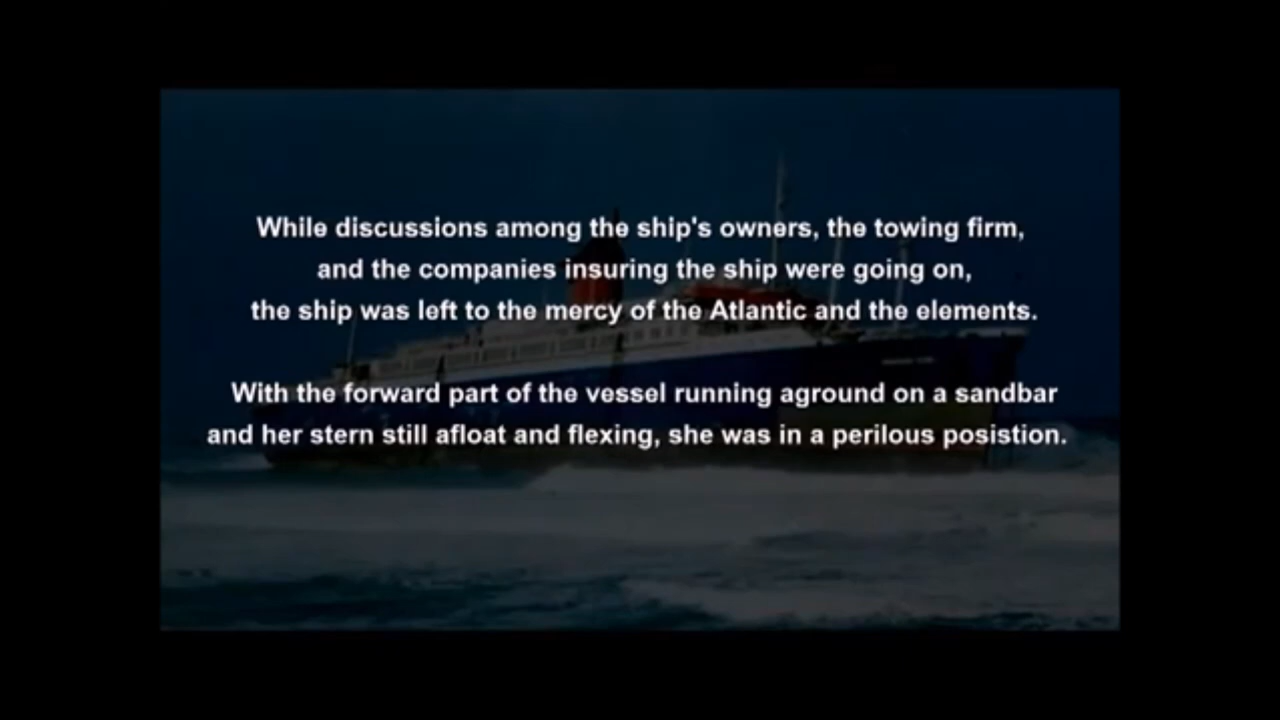 While discussions among the ship's owners, the towing firm,
and the companies insuring the ship were going on,
the ship was left to the mercy of the Atlantic and the elements.
With the forward part of the vessel running aground on a sandbar
and her stern still afloat and flexing, she was in a perilous posistion.